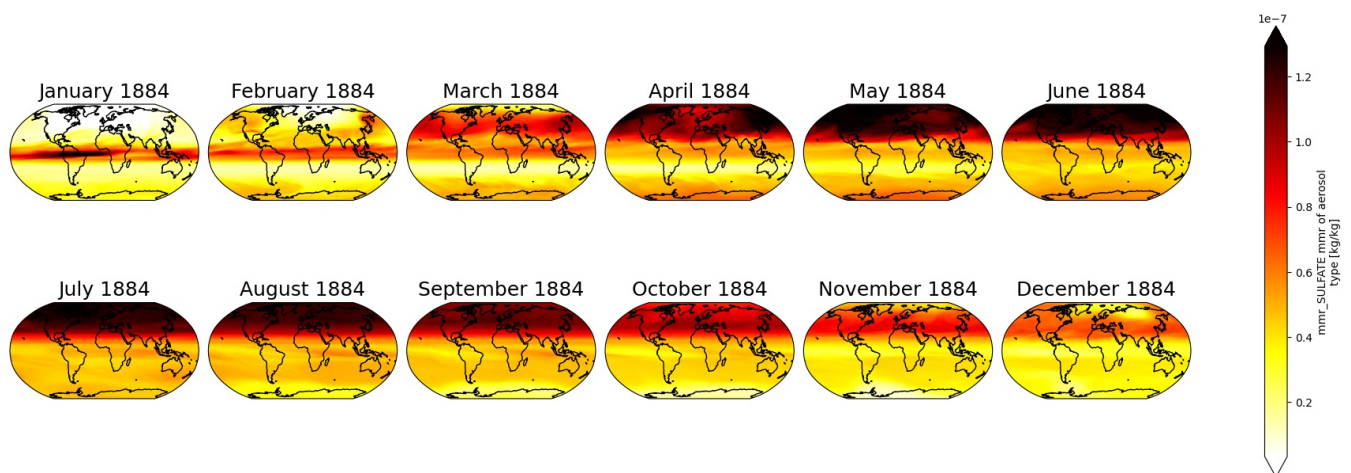 1e−7
January 1884
February 1884
March 1884
April 1884
May 1884
June 1884
July 1884
August 1884
September 1884
October 1884
November 1884
December 1884
1.2
1.0
0.8
0.6
0.4
0.2
mmr_SULFATE mmr of aerosol
type [kg/kg]